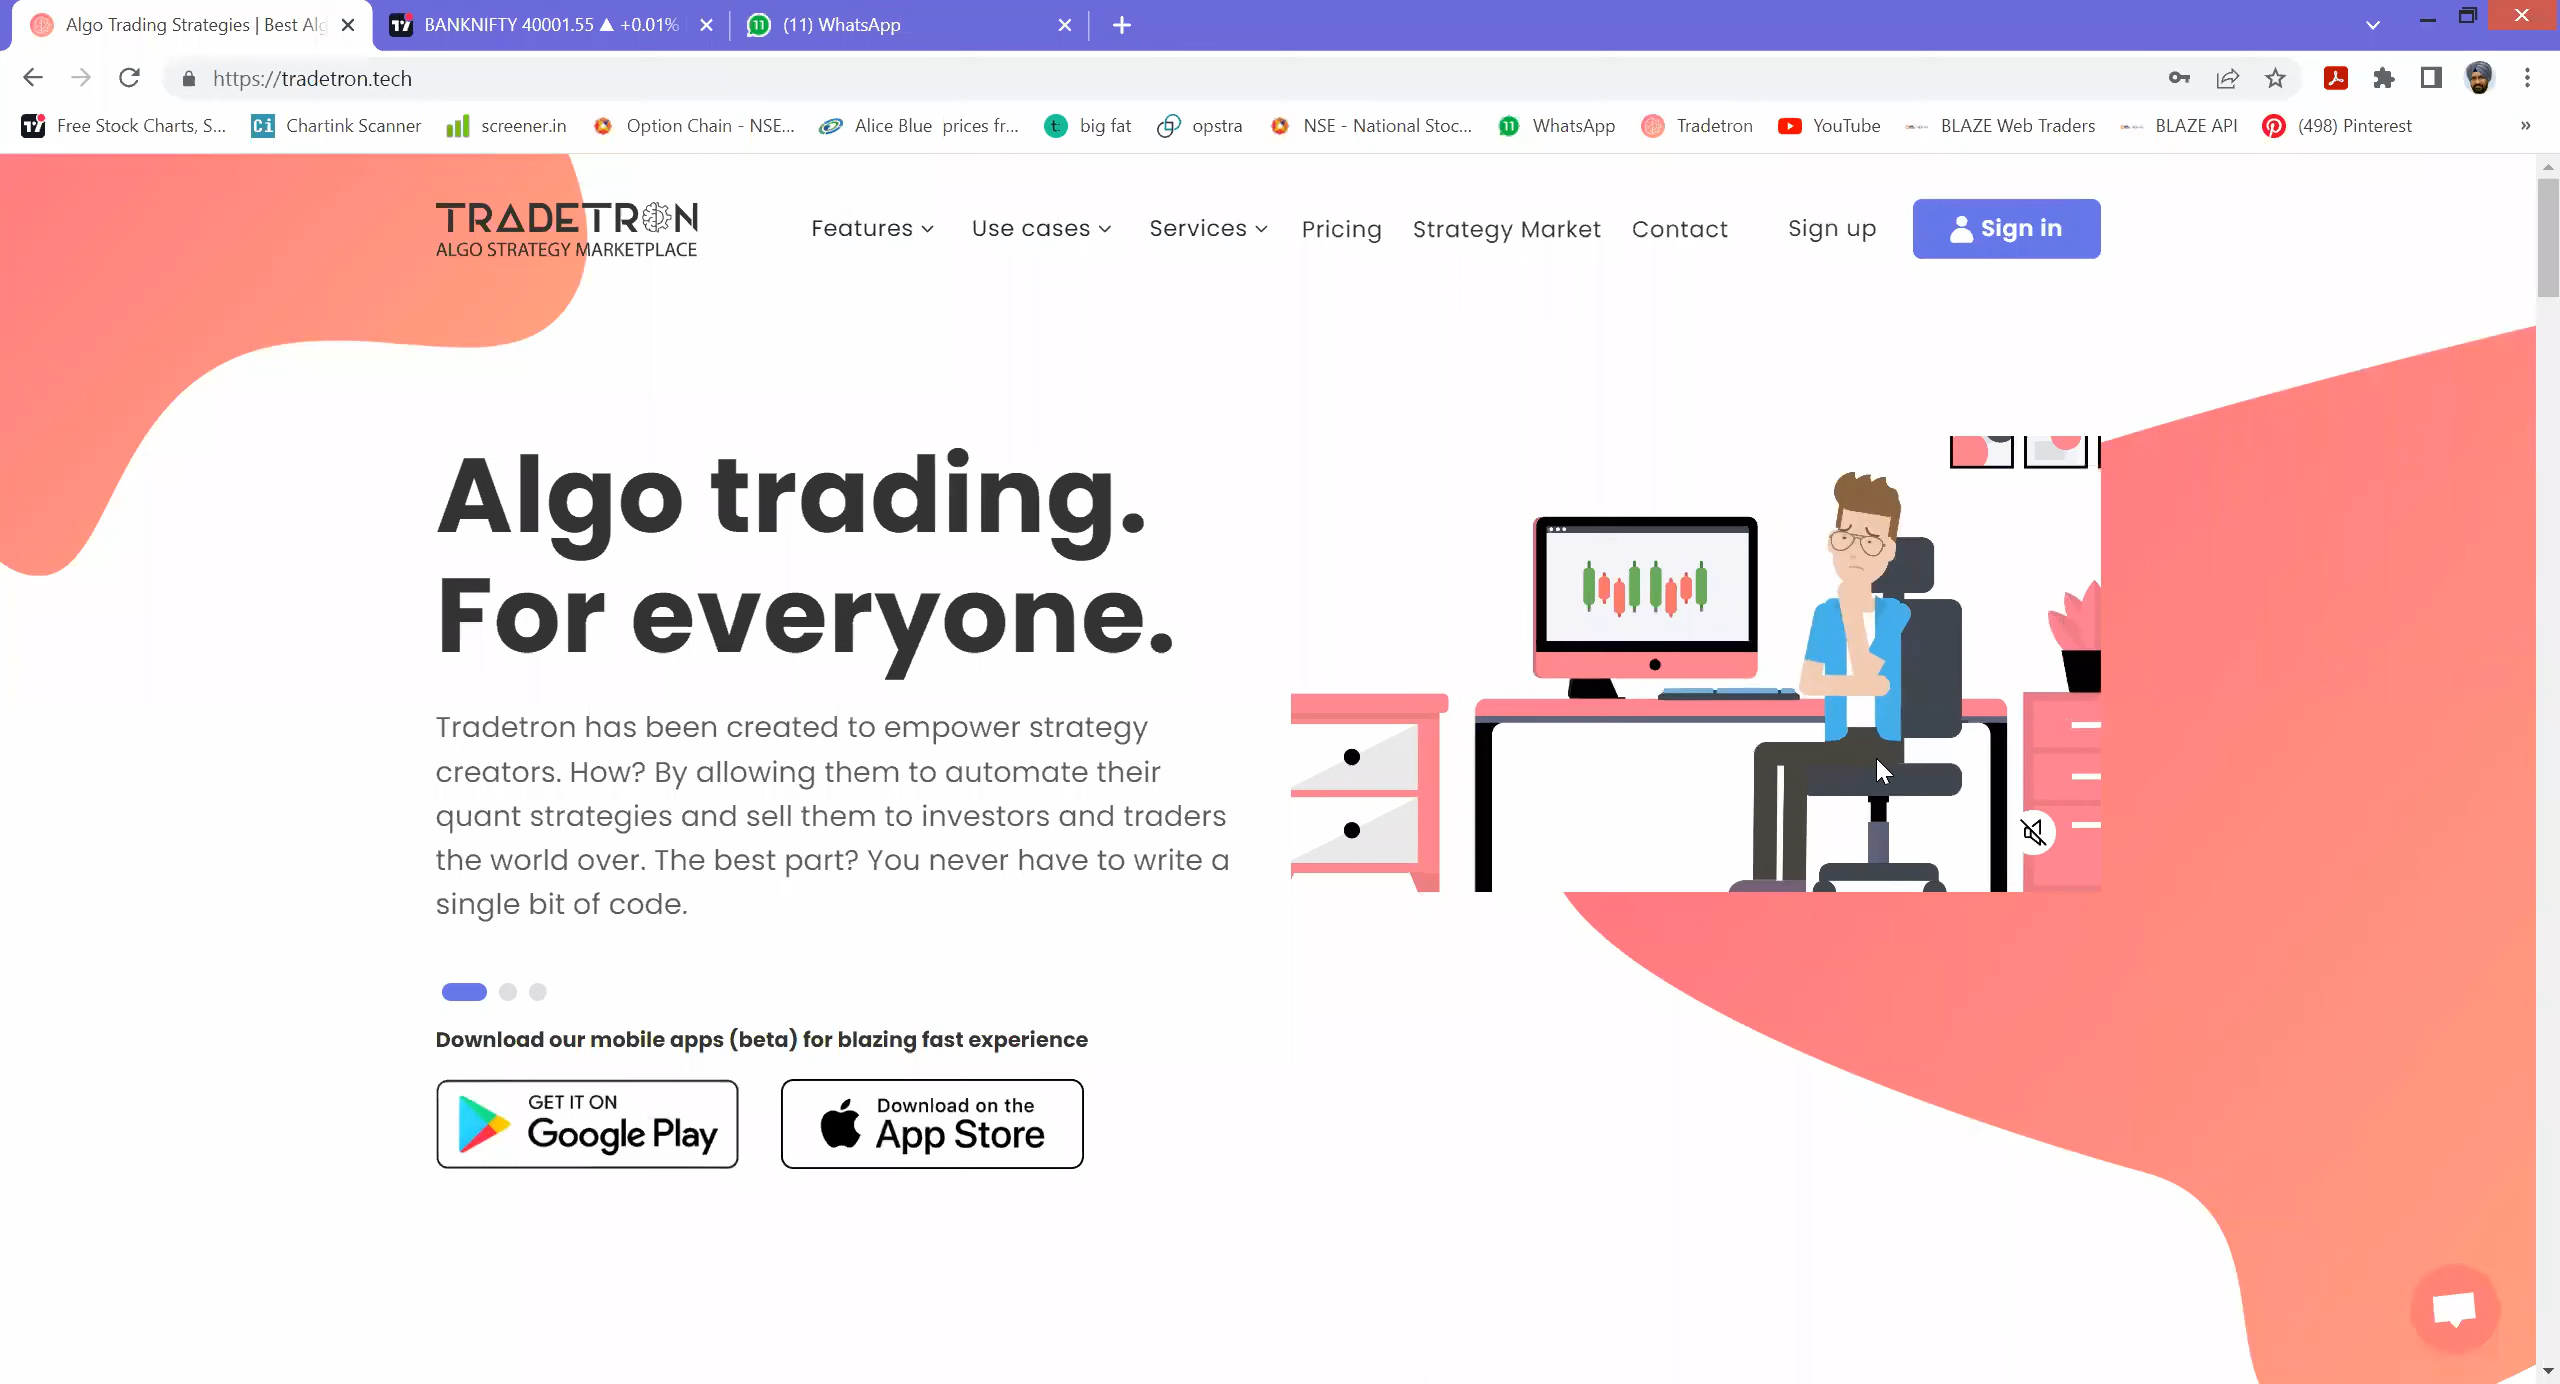 Algo Trading Strategies | Best Alg
BANKNIFTY 40001.55 ▲ +0.01%
(11) WhatsApp
https://tradetron.tech
Free Stock Charts, S...
Chartink Scanner
screener.in
Option Chain - NSE...
Alice Blue prices fr...
big fat
opstra
NSE - National Stoc...
WhatsApp
Tradetron
YouTube
BLAZE Web Traders
BLAZE API
(498) Pinterest
»
TRADETRON
ALGO STRATEGY MARKETPLACE
Features
Use cases
Services
Pricing
Strategy Market
Contact
Sign up
Sign in
Algo trading.
For everyone.
Tradetron has been created to empower strategy
creators. How? By allowing them to automate their
quant strategies and sell them to investors and traders
the world over. The best part? You never have to write a
single bit of code.
Download our mobile apps (beta) for blazing fast experience
GET IT ON
Google Play
Download on the
App Store